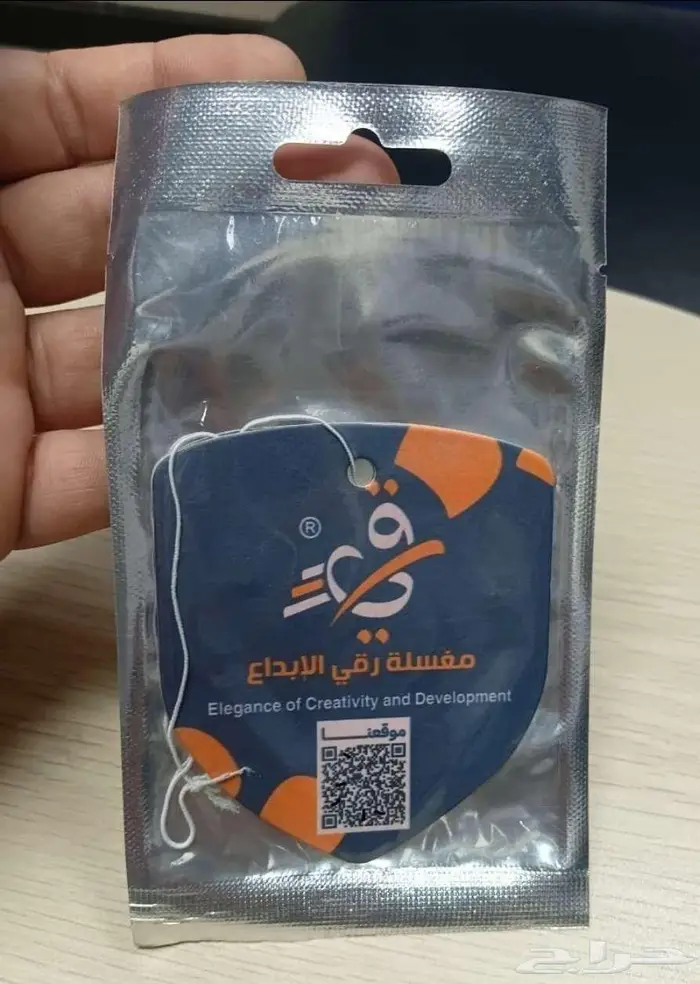 ®
رقي
مغسلة رقي الإبداع
Elegance of Creativity and Development
موقعنا
حراج